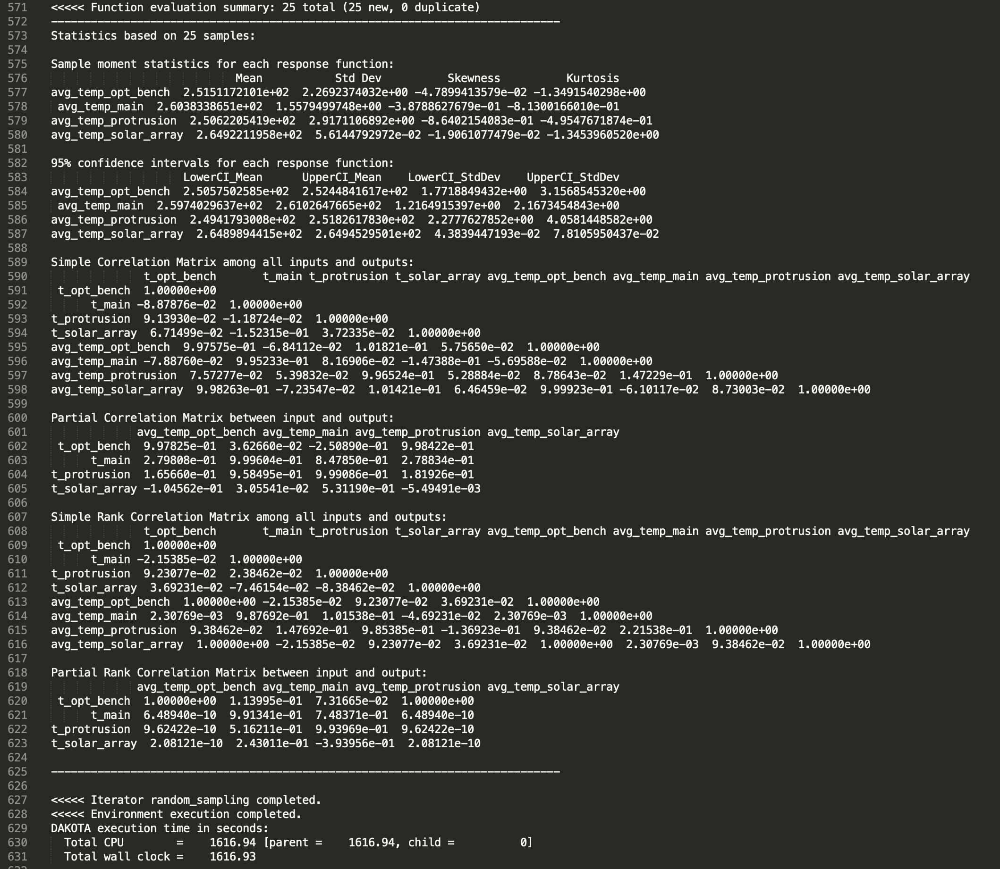 571 <<<<< Function evaluation summary: 25 total (25 new, 0 duplicate)
572 -----------------------------------------------------------------------------
573 Statistics based on 25 samples:
574
575 Sample moment statistics for each response function:
576                             Mean           Std Dev          Skewness          Kurtosis
577 avg_temp_opt_bench  2.5151172101e+02  2.2692374032e+00 -4.7899413579e-02 -1.3491540298e+00
578  avg_temp_main  2.6038338651e+02  1.5579499748e+00 -3.8788627679e-01 -8.1300166010e-01
579 avg_temp_protrusion  2.5062205419e+02  2.9171106892e+00 -8.6402154083e-01 -4.9547671874e-01
580 avg_temp_solar_array  2.6492211958e+02  5.6144792972e-02 -1.9061077479e-02 -1.3453960520e+00
581
582 95% confidence intervals for each response function:
583                     LowerCI_Mean      UpperCI_Mean    LowerCI_StdDev    UpperCI_StdDev
584 avg_temp_opt_bench  2.5057502585e+02  2.5244841617e+02  1.7718849432e+00  3.1568545320e+00
585  avg_temp_main  2.5974029637e+02  2.6102647665e+02  1.2164915397e+00  2.1673454843e+00
586 avg_temp_protrusion  2.4941793008e+02  2.5182617830e+02  2.2777627852e+00  4.0581448582e+00
587 avg_temp_solar_array  2.6489894415e+02  2.6494529501e+02  4.3839447193e-02  7.8105950437e-02
588
589 Simple Correlation Matrix among all inputs and outputs:
590               t_opt_bench       t_main t_protrusion t_solar_array avg_temp_opt_bench avg_temp_main avg_temp_protrusion avg_temp_solar_array
591  t_opt_bench  1.00000e+00
592       t_main -8.87876e-02  1.00000e+00
593 t_protrusion  9.13930e-02 -1.18724e-02  1.00000e+00
594 t_solar_array  6.71499e-02 -1.52315e-01  3.72335e-02  1.00000e+00
595 avg_temp_opt_bench  9.97575e-01 -6.84112e-02  1.01821e-01  5.75650e-02  1.00000e+00
596 avg_temp_main -7.88760e-02  9.95233e-01  8.16906e-02 -1.47388e-01 -5.69588e-02  1.00000e+00
597 avg_temp_protrusion  7.57277e-02  5.39832e-02  9.96524e-01  5.28884e-02  8.78643e-02  1.47229e-01  1.00000e+00
598 avg_temp_solar_array  9.98263e-01 -7.23547e-02  1.01421e-01  6.46459e-02  9.99923e-01 -6.10117e-02  8.73003e-02  1.00000e+00
599
600 Partial Correlation Matrix between input and output:
601              avg_temp_opt_bench avg_temp_main avg_temp_protrusion avg_temp_solar_array
602  t_opt_bench  9.97825e-01  3.62660e-02 -2.50890e-01  9.98422e-01
603       t_main  2.79808e-01  9.99604e-01  8.47850e-01  2.78834e-01
604 t_protrusion  1.65660e-01  9.58495e-01  9.99086e-01  1.81926e-01
605 t_solar_array -1.04562e-01  3.05541e-02  5.31190e-01 -5.49491e-03
606
607 Simple Rank Correlation Matrix among all inputs and outputs:
608               t_opt_bench       t_main t_protrusion t_solar_array avg_temp_opt_bench avg_temp_main avg_temp_protrusion avg_temp_solar_array
609  t_opt_bench  1.00000e+00
610       t_main -2.15385e-02  1.00000e+00
611 t_protrusion  9.23077e-02  2.38462e-02  1.00000e+00
612 t_solar_array  3.69231e-02 -7.46154e-02 -8.38462e-02  1.00000e+00
613 avg_temp_opt_bench  1.00000e+00 -2.15385e-02  9.23077e-02  3.69231e-02  1.00000e+00
614 avg_temp_main  2.30769e-03  9.87692e-01  1.01538e-01 -4.69231e-02  2.30769e-03  1.00000e+00
615 avg_temp_protrusion  9.38462e-02  1.47692e-01  9.85385e-01 -1.36923e-01  9.38462e-02  2.21538e-01  1.00000e+00
616 avg_temp_solar_array  1.00000e+00 -2.15385e-02  9.23077e-02  3.69231e-02  1.00000e+00  2.30769e-03  9.38462e-02  1.00000e+00
617
618 Partial Rank Correlation Matrix between input and output:
619              avg_temp_opt_bench avg_temp_main avg_temp_protrusion avg_temp_solar_array
620  t_opt_bench  1.00000e+00  1.13995e-01  7.31665e-02  1.00000e+00
621       t_main  6.48940e-10  9.91341e-01  7.48371e-01  6.48940e-10
622 t_protrusion  9.62422e-10  5.16211e-01  9.93969e-01  9.62422e-10
623 t_solar_array  2.08121e-10  2.43011e-01 -3.93956e-01  2.08121e-10
624
625 -----------------------------------------------------------------------------
626
627 <<<<< Iterator random_sampling completed.
628 <<<<< Environment execution completed.
629 DAKOTA execution time in seconds:
630   Total CPU        =    1616.94 [parent =    1616.94, child =          0]
631   Total wall clock =    1616.93
632